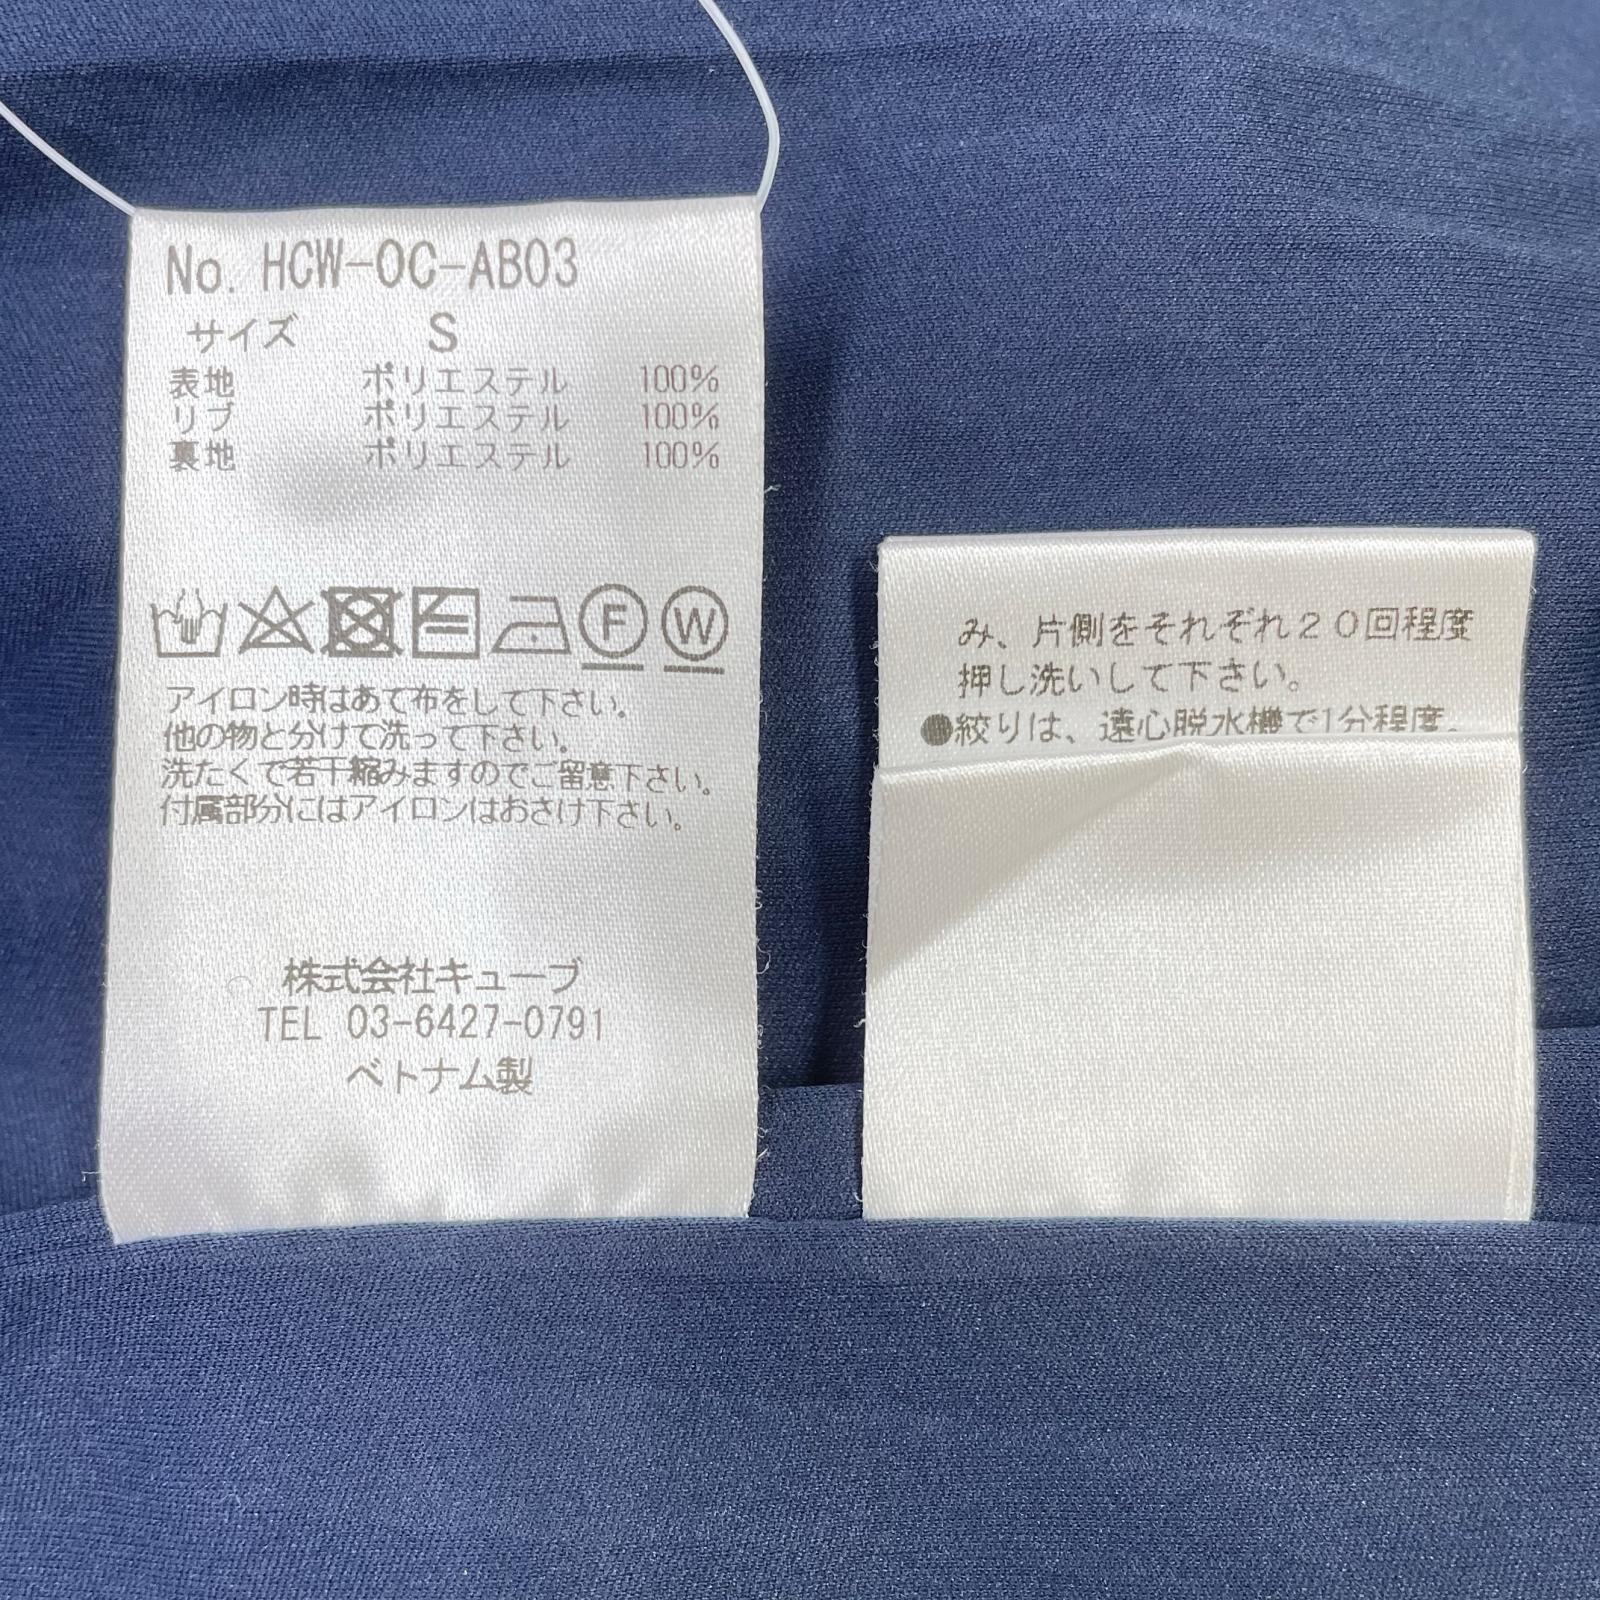 No. HCW-OC-AB03
サイズ S
表地 ポリエステル 100%
リブ ポリエステル 100%
裏地 ポリエステル 100%
F W
アイロン時はあて布をして下さい。
他の物と分けて洗って下さい。
洗たくで若干縮みますのでご留意下さい。
付属部分にはアイロンはおさけ下さい。
株式会社キューブ
TEL 03-6427-0791
ベトナム製
み、片側をそれぞれ20回程度
押し洗いして下さい。
●絞りは、遠心脱水機で1分程度。